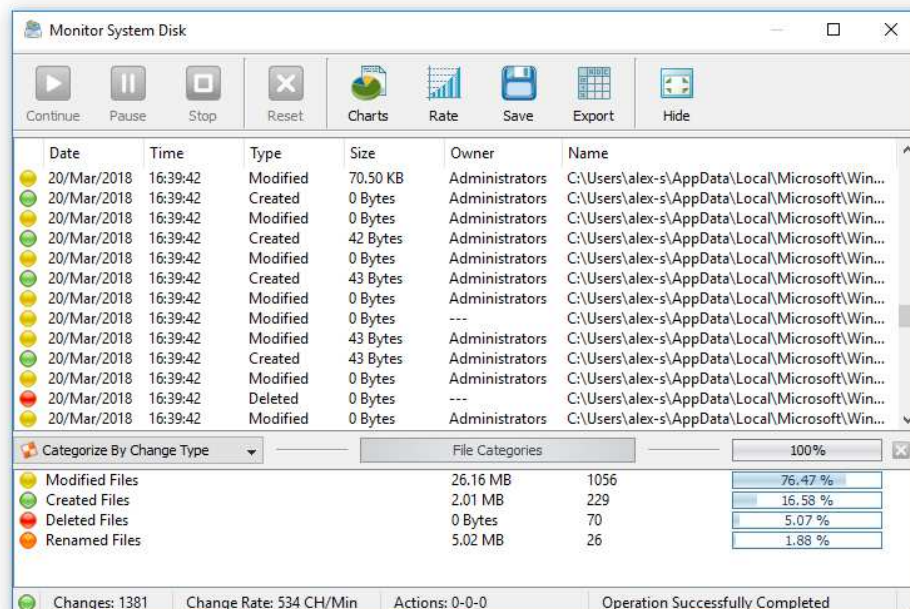 Monitor System Disk
Continue Pause Stop Reset Charts Rate Save Export Hide
Date Time Type Size Owner Name
20/Mar/2018 16:39:42 Modified 70.50 KB Administrators C:\Users\alex-s\AppData\Local\Microsoft\Win...
20/Mar/2018 16:39:42 Created 0 Bytes Administrators C:\Users\alex-s\AppData\Local\Microsoft\Win...
20/Mar/2018 16:39:42 Modified 0 Bytes Administrators C:\Users\alex-s\AppData\Local\Microsoft\Win...
20/Mar/2018 16:39:42 Created 42 Bytes Administrators C:\Users\alex-s\AppData\Local\Microsoft\Win...
20/Mar/2018 16:39:42 Modified 0 Bytes Administrators C:\Users\alex-s\AppData\Local\Microsoft\Win...
20/Mar/2018 16:39:42 Created 43 Bytes Administrators C:\Users\alex-s\AppData\Local\Microsoft\Win...
20/Mar/2018 16:39:42 Modified 0 Bytes Administrators C:\Users\alex-s\AppData\Local\Microsoft\Win...
20/Mar/2018 16:39:42 Modified 0 Bytes --- C:\Users\alex-s\AppData\Local\Microsoft\Win...
20/Mar/2018 16:39:42 Modified 43 Bytes Administrators C:\Users\alex-s\AppData\Local\Microsoft\Win...
20/Mar/2018 16:39:42 Created 43 Bytes Administrators C:\Users\alex-s\AppData\Local\Microsoft\Win...
20/Mar/2018 16:39:42 Modified 0 Bytes Administrators C:\Users\alex-s\AppData\Local\Microsoft\Win...
20/Mar/2018 16:39:42 Deleted 0 Bytes --- C:\Users\alex-s\AppData\Local\Microsoft\Win...
20/Mar/2018 16:39:42 Modified 0 Bytes Administrators C:\Users\alex-s\AppData\Local\Microsoft\Win...
Categorize By Change Type File Categories 100%
Modified Files 26.16 MB 1056 76.47 %
Created Files 2.01 MB 229 16.58 %
Deleted Files 0 Bytes 70 5.07 %
Renamed Files 5.02 MB 26 1.88 %
Changes: 1381 Change Rate: 534 CH/Min Actions: 0-0-0 Operation Successfully Completed